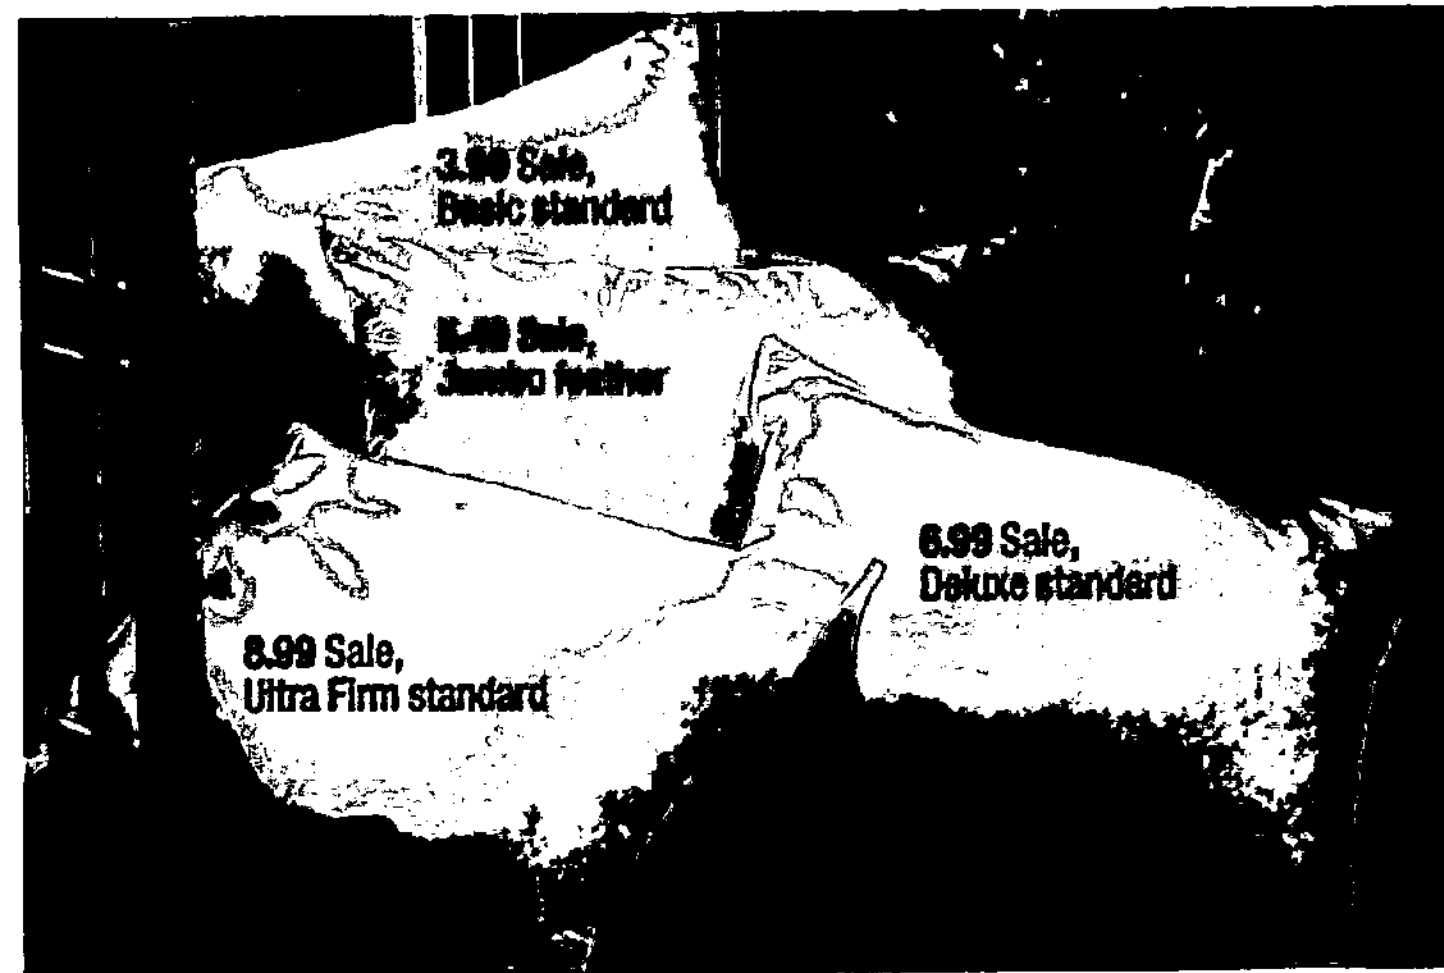 Sale,
Basic standard
Sale,
Jumbo feather
6.99 Sale,
Deluxe standard
8.99 Sale,
Ultra Firm standard